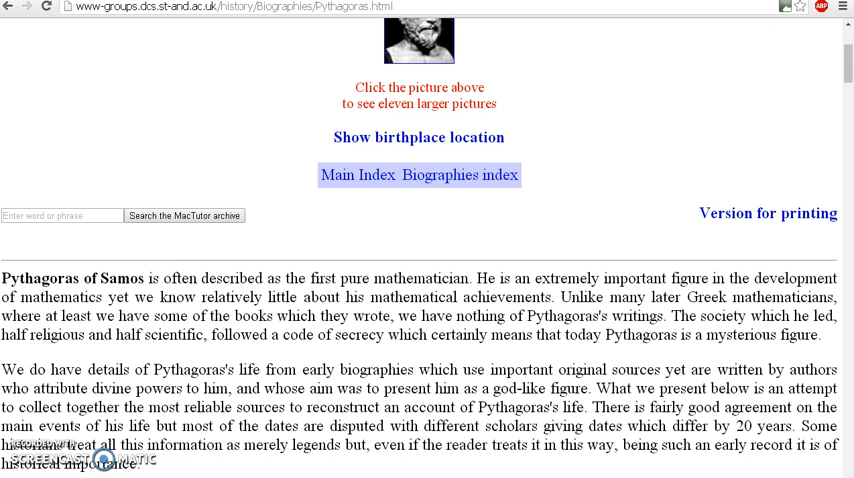 www-groups.dcs.st-and.ac.uk/history/Biographies/Pythagoras.html
ABP
Click the picture above
to see eleven larger pictures
Show birthplace location
Main Index Biographies index
Enter word or phrase Search the MacTutor archive
Version for printing
Pythagoras of Samos is often described as the first pure mathematician. He is an extremely important figure in the development
of mathematics yet we know relatively little about his mathematical achievements. Unlike many later Greek mathematicians,
where at least we have some of the books which they wrote, we have nothing of Pythagoras's writings. The society which he led,
half religious and half scientific, followed a code of secrecy which certainly means that today Pythagoras is a mysterious figure.
We do have details of Pythagoras's life from early biographies which use important original sources yet are written by authors
who attribute divine powers to him, and whose aim was to present him as a god-like figure. What we present below is an attempt
to collect together the most reliable sources to reconstruct an account of Pythagoras's life. There is fairly good agreement on the
main events of his life but most of the dates are disputed with different scholars giving dates which differ by 20 years. Some
historians treat all this information as merely legends but, even if the reader treats it in this way, being such an early record it is of
historical importance.
RECORDED WITH
SCREENCAST MATIC